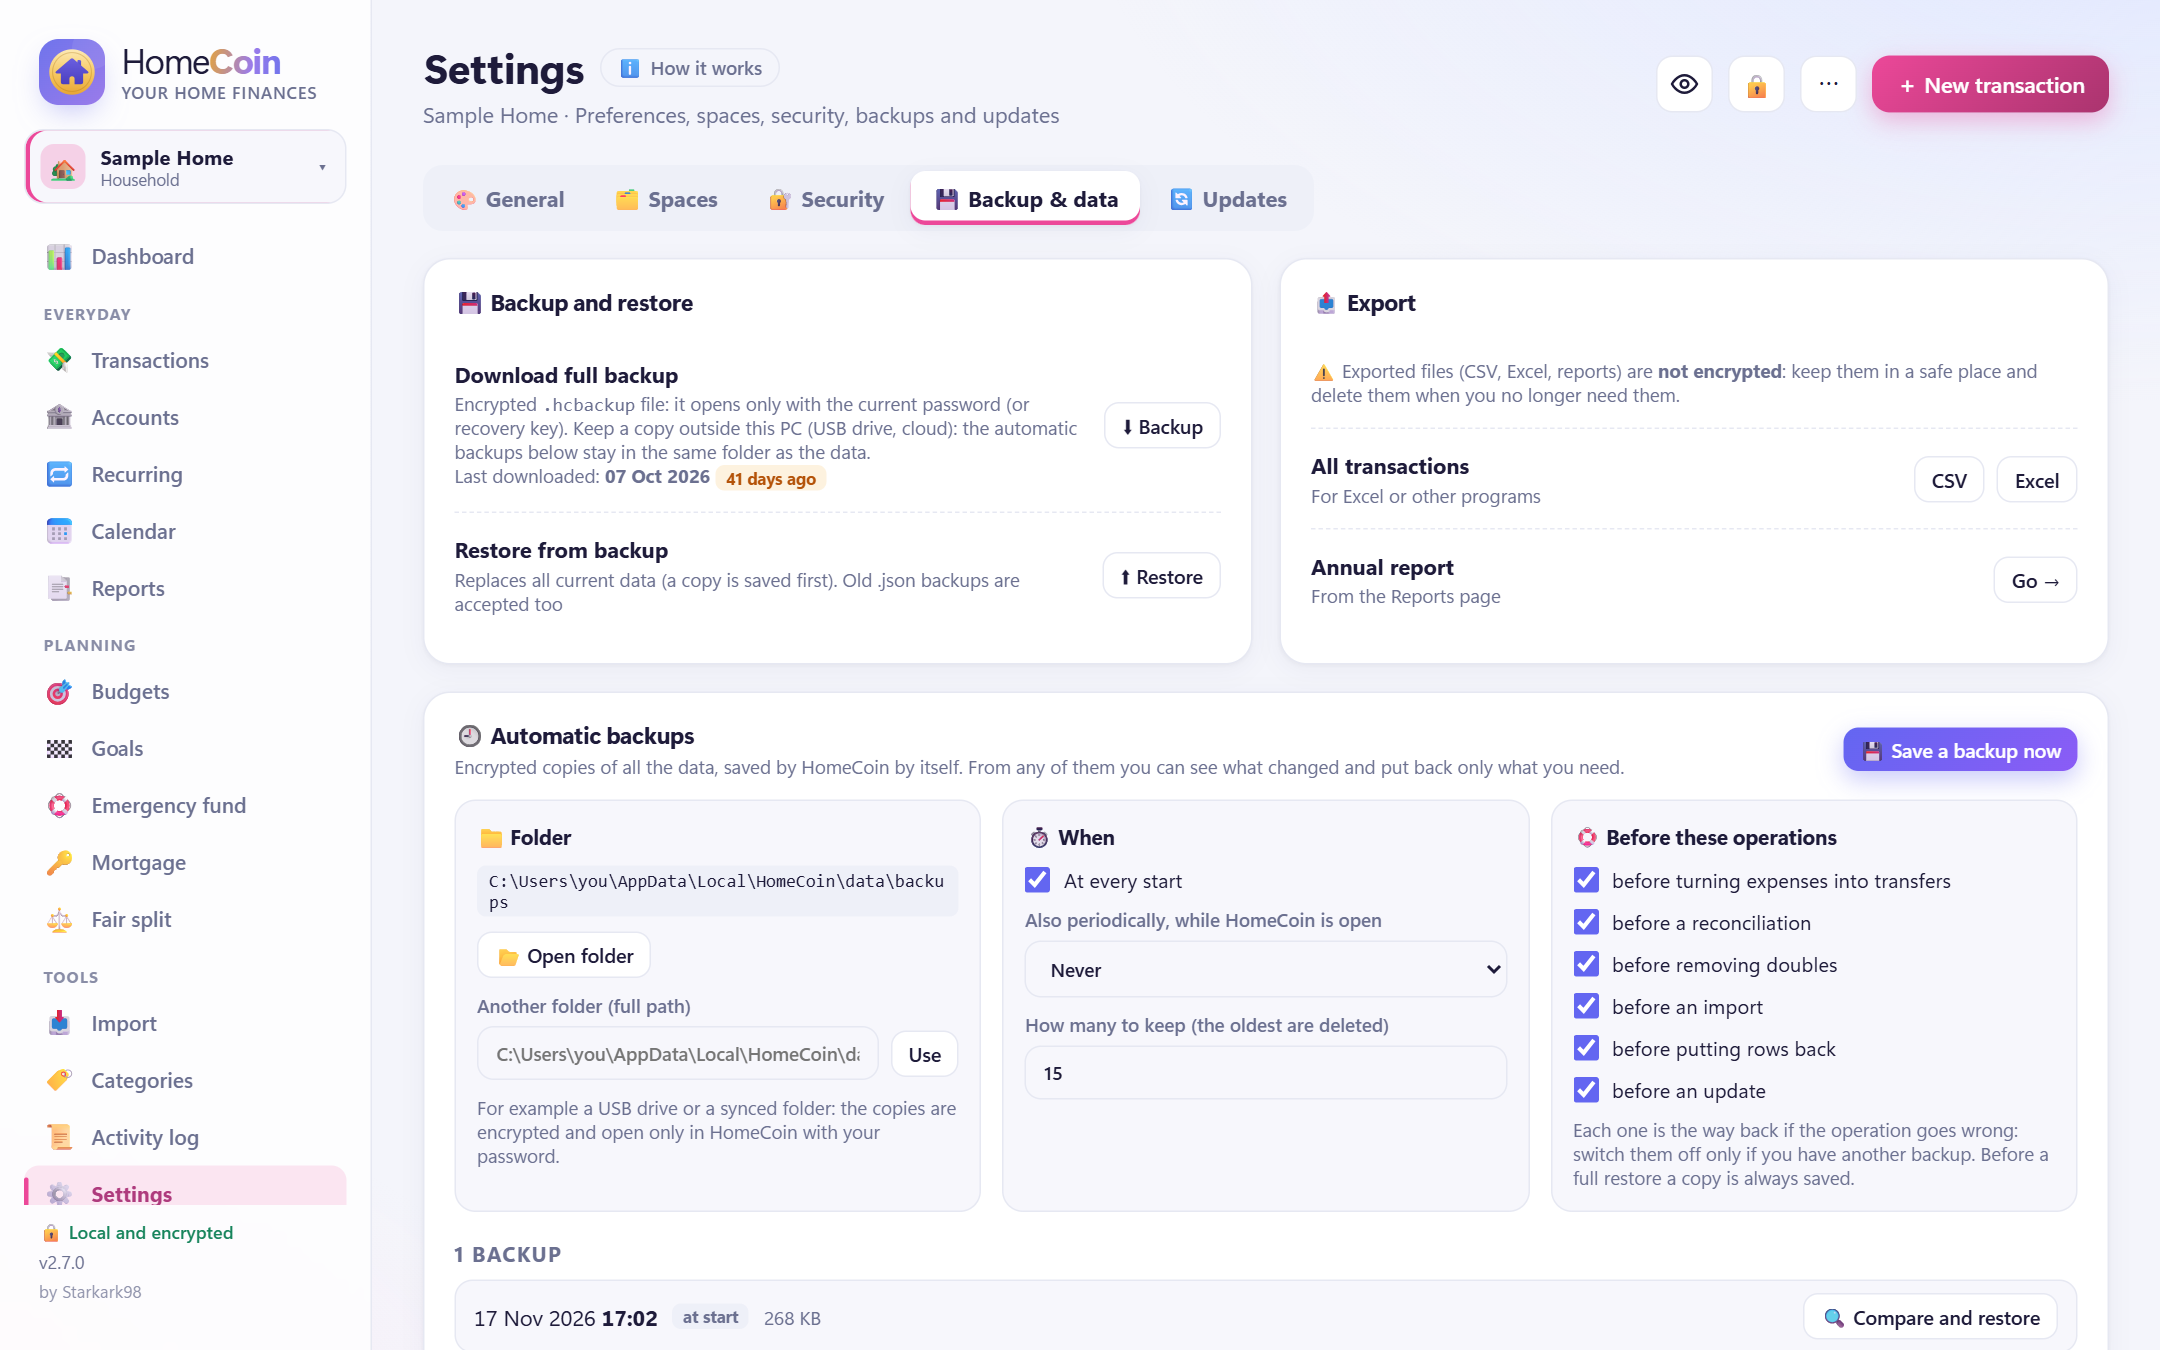 HomeCoin
YOUR HOME FINANCES
Sample Home
Household
Dashboard
EVERYDAY
Transactions
Accounts
Recurring
Calendar
Reports
PLANNING
Budgets
Goals
Emergency fund
Mortgage
Fair split
TOOLS
Import
Categories
Activity log
Settings
Local and encrypted
v2.7.0
by Starkark98
Settings
How it works
Sample Home · Preferences, spaces, security, backups and updates
+ New transaction
General
Spaces
Security
Backup & data
Updates
Backup and restore
Download full backup
Encrypted .hcbackup file: it opens only with the current password (or
recovery key). Keep a copy outside this PC (USB drive, cloud): the automatic
backups below stay in the same folder as the data.
Last downloaded: 07 Oct 2026 41 days ago
⬇ Backup
Restore from backup
Replaces all current data (a copy is saved first). Old .json backups are
accepted too
⬆ Restore
Export
⚠ Exported files (CSV, Excel, reports) are not encrypted: keep them in a safe place and
delete them when you no longer need them.
All transactions
For Excel or other programs
CSV
Excel
Annual report
From the Reports page
Go →
Automatic backups
Encrypted copies of all the data, saved by HomeCoin by itself. From any of them you can see what changed and put back only what you need.
Save a backup now
Folder
C:\Users\you\AppData\Local\HomeCoin\data\backu
ps
Open folder
Another folder (full path)
C:\Users\you\AppData\Local\HomeCoin\da
Use
For example a USB drive or a synced folder: the copies are
encrypted and open only in HomeCoin with your
password.
When
At every start
Also periodically, while HomeCoin is open
Never
How many to keep (the oldest are deleted)
15
Before these operations
before turning expenses into transfers
before a reconciliation
before removing doubles
before an import
before putting rows back
before an update
Each one is the way back if the operation goes wrong:
switch them off only if you have another backup. Before a
full restore a copy is always saved.
1 BACKUP
17 Nov 2026 17:02 at start 268 KB
Compare and restore